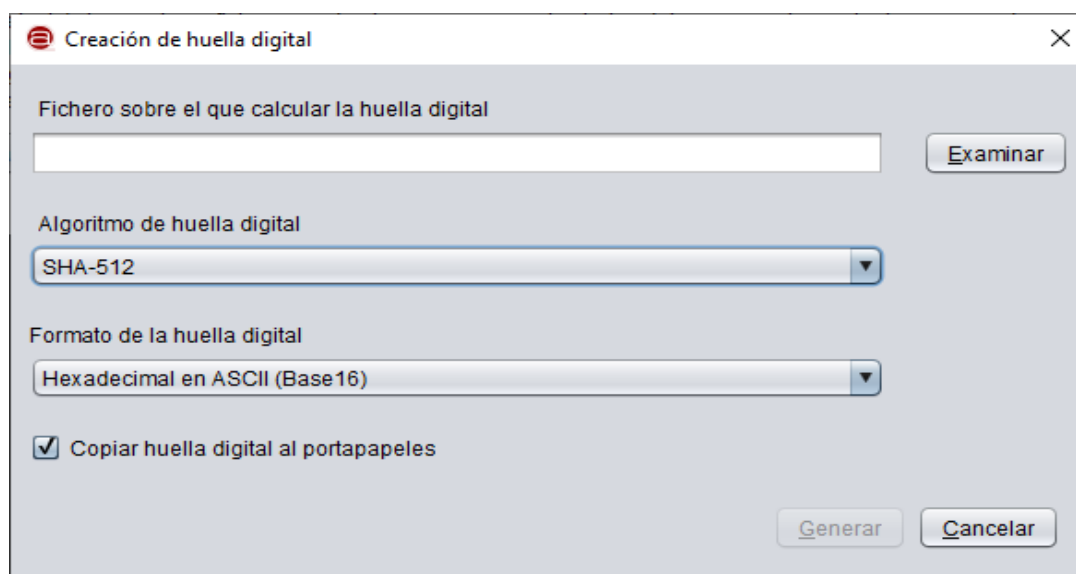 Creación de huella digital
Fichero sobre el que calcular la huella digital
Examinar
Algoritmo de huella digital
SHA-512
Formato de la huella digital
Hexadecimal en ASCII (Base16)
Copiar huella digital al portapapeles
Generar Cancelar